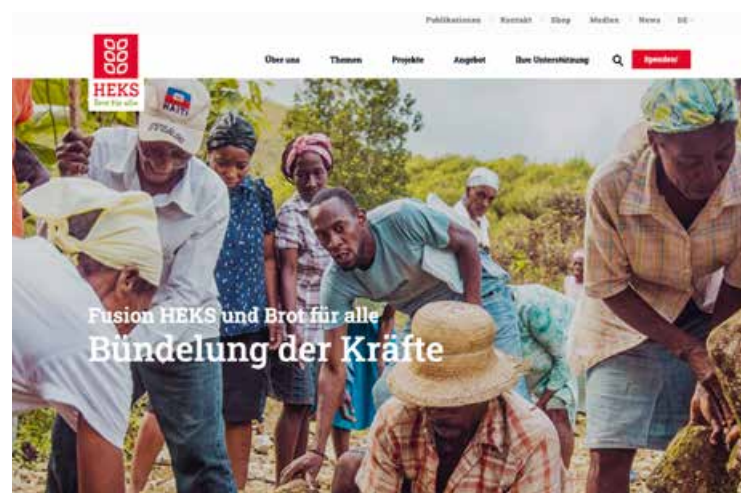 Publikationen Kontakt Shop Medien News DE
Über uns Themen Projekte Angebot Ihre Unterstützung Spenden!
HEKS
Brot für alle
HAITI
Fusion HEKS und Brot für alle
Bündelung der Kräfte